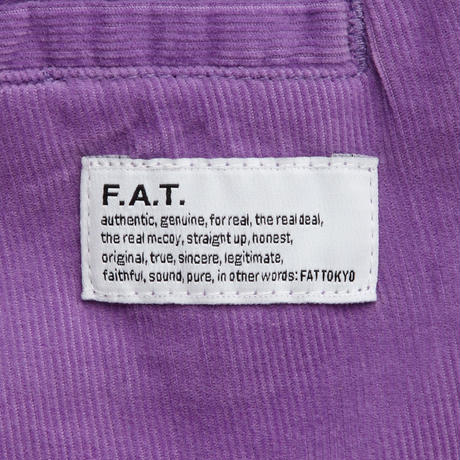 F.A.T.
authentic, genuine, for real, the real deal,
the real mccoy, straight up, honest,
original, true, sincere, legitimate,
faithful, sound, pure, in other words: FAT TOKYO